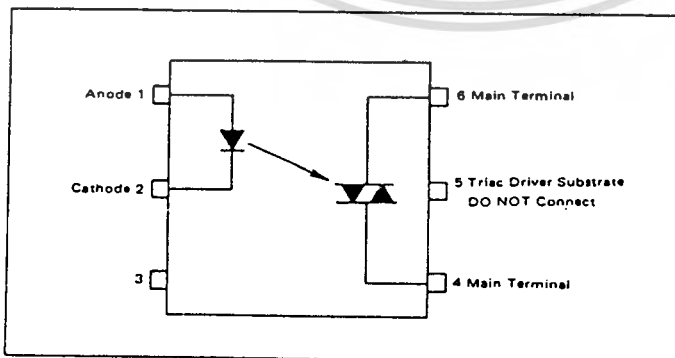 Anode 1
6 Main Terminal
Cathode 2
5 Triac Driver Substrate
DO NOT Connect
3
4 Main Terminal